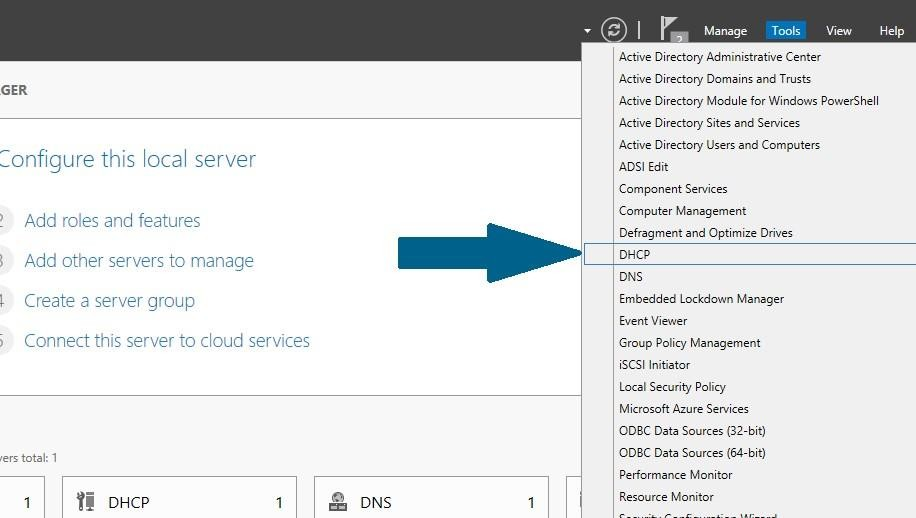 2 Manage Tools View Help
GER
Configure this local server
2 Add roles and features
3 Add other servers to manage
4 Create a server group
5 Connect this server to cloud services
total: 1
1 DHCP 1 DNS 1
Active Directory Administrative Center
Active Directory Domains and Trusts
Active Directory Module for Windows PowerShell
Active Directory Sites and Services
Active Directory Users and Computers
ADSI Edit
Component Services
Computer Management
Defragment and Optimize Drives
DHCP
DNS
Embedded Lockdown Manager
Event Viewer
Group Policy Management
iSCSI Initiator
Local Security Policy
Microsoft Azure Services
ODBC Data Sources (32-bit)
ODBC Data Sources (64-bit)
Performance Monitor
Resource Monitor
Security Configuration Wizard